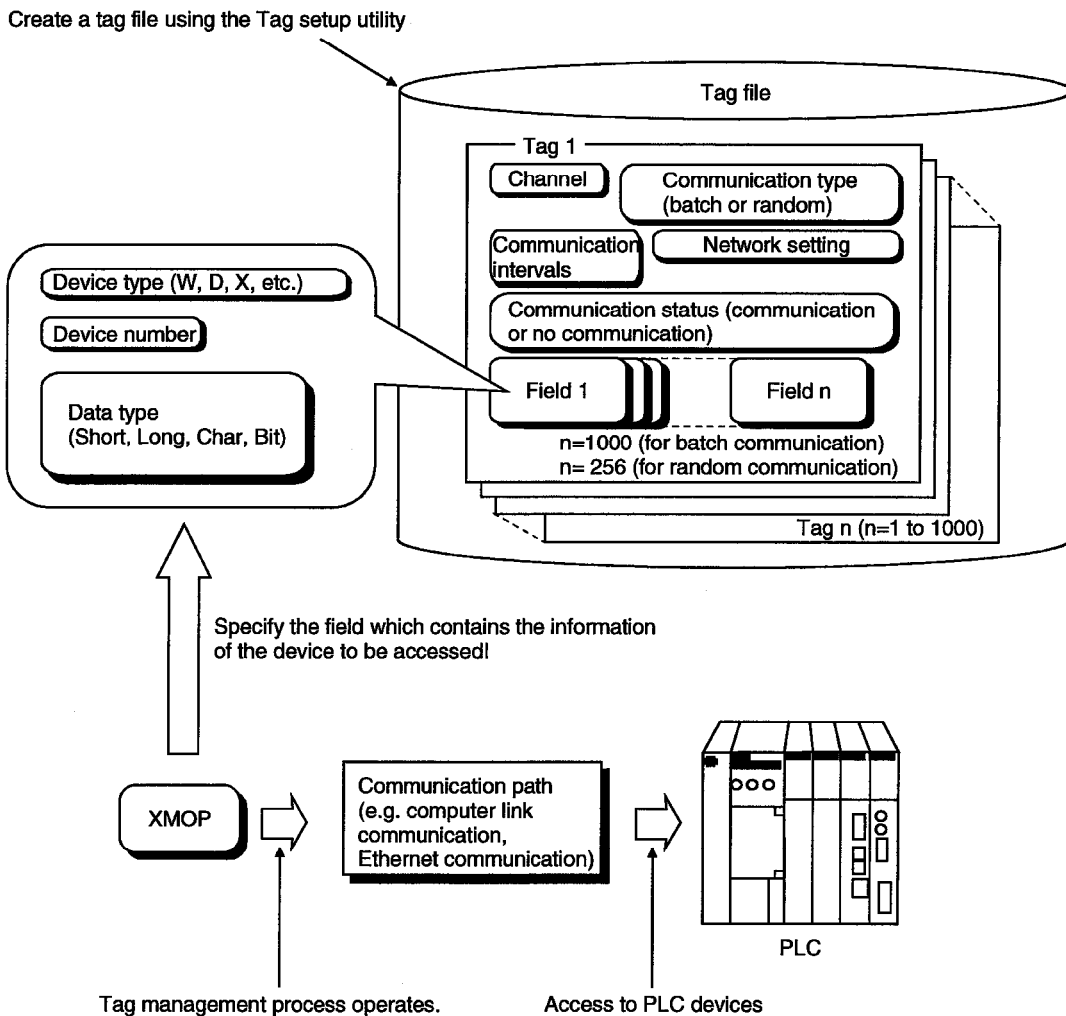 Create a tag file using the Tag setup utility
Tag file
Tag 1
Channel
Communication type
(batch or random)
Communication
intervals
Network setting
Communication status (communication
or no communication)
Field 1
Field n
n=1000 (for batch communication)
n= 256 (for random communication)
Tag n (n=1 to 1000)
Device type (W, D, X, etc.)
Device number
Data type
(Short, Long, Char, Bit)
Specify the field which contains the information
of the device to be accessed!
XMOP
Communication path
(e.g. computer link
communication,
Ethernet communication)
PLC
Tag management process operates.
Access to PLC devices